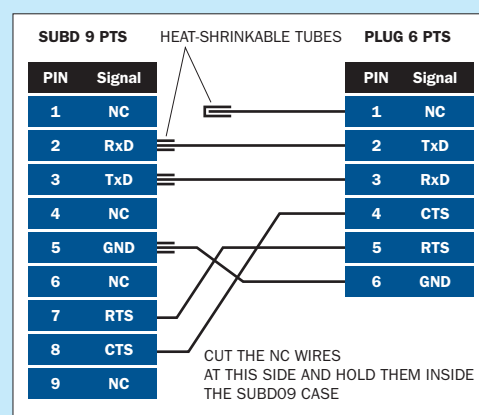 SUBD 9 PTS HEAT-SHRINKABLE TUBES PLUG 6 PTS
PIN Signal PIN Signal
1 NC 1 NC
2 RxD 2 TxD
3 TxD 3 RxD
4 NC 4 CTS
5 GND 5 RTS
6 NC 6 GND
7 RTS
8 CTS
9 NC
CUT THE NC WIRES
AT THIS SIDE AND HOLD THEM INSIDE
THE SUBD09 CASE